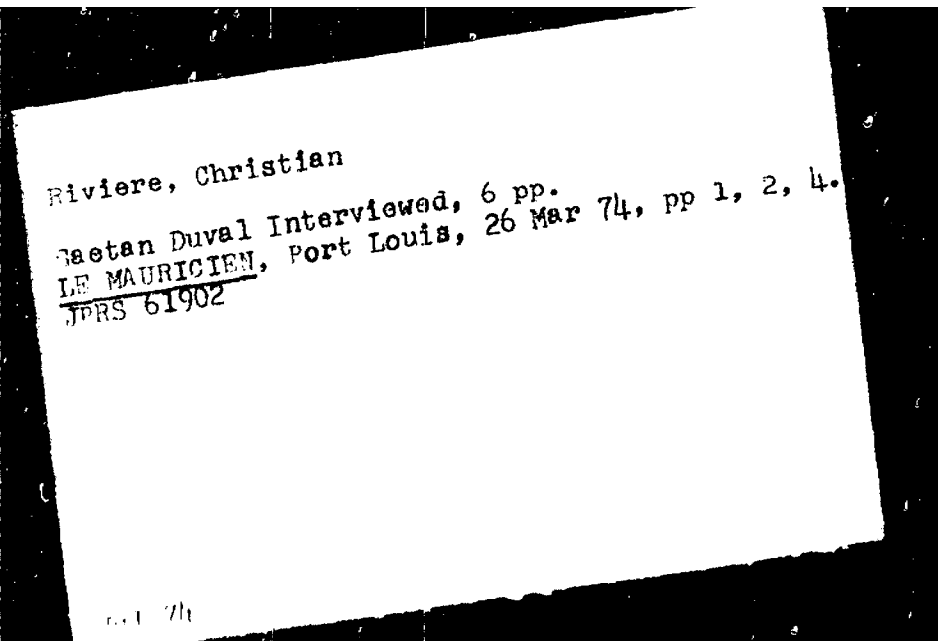 Riviere, Christian
Gaetan Duval Interviewed, 6 pp.
LE MAURICIEN, Port Louis, 26 Mar 74, pp 1, 2, 4.
JPRS 61902
74